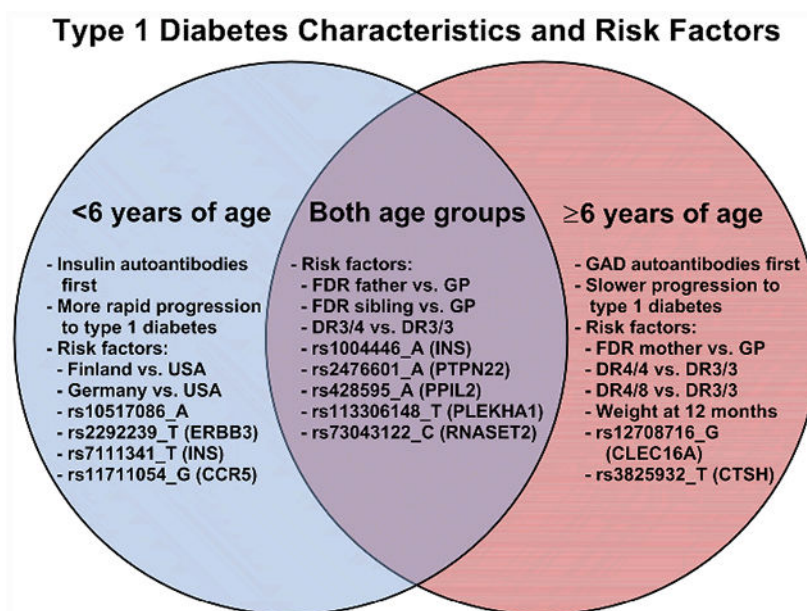 Type 1 Diabetes Characteristics and Risk Factors
<6 years of age
- Insulin autoantibodies
first
- More rapid progression
to type 1 diabetes
- Risk factors:
- Finland vs. USA
- Germany vs. USA
- rs10517086_A
- rs2292239_T (ERBB3)
- rs7111341_T (INS)
- rs11711054_G (CCR5)
Both age groups
- Risk factors:
- FDR father vs. GP
- FDR sibling vs. GP
- DR3/4 vs. DR3/3
- rs1004446_A (INS)
- rs2476601_A (PTPN22)
- rs428595_A (PPIL2)
- rs113306148_T (PLEKHA1)
- rs73043122_C (RNASET2)
≥6 years of age
- GAD autoantibodies first
- Slower progression to
type 1 diabetes
- Risk factors:
- FDR mother vs. GP
- DR4/4 vs. DR3/3
- DR4/8 vs. DR3/3
- Weight at 12 months
- rs12708716_G
(CLEC16A)
- rs3825932_T (CTSH)